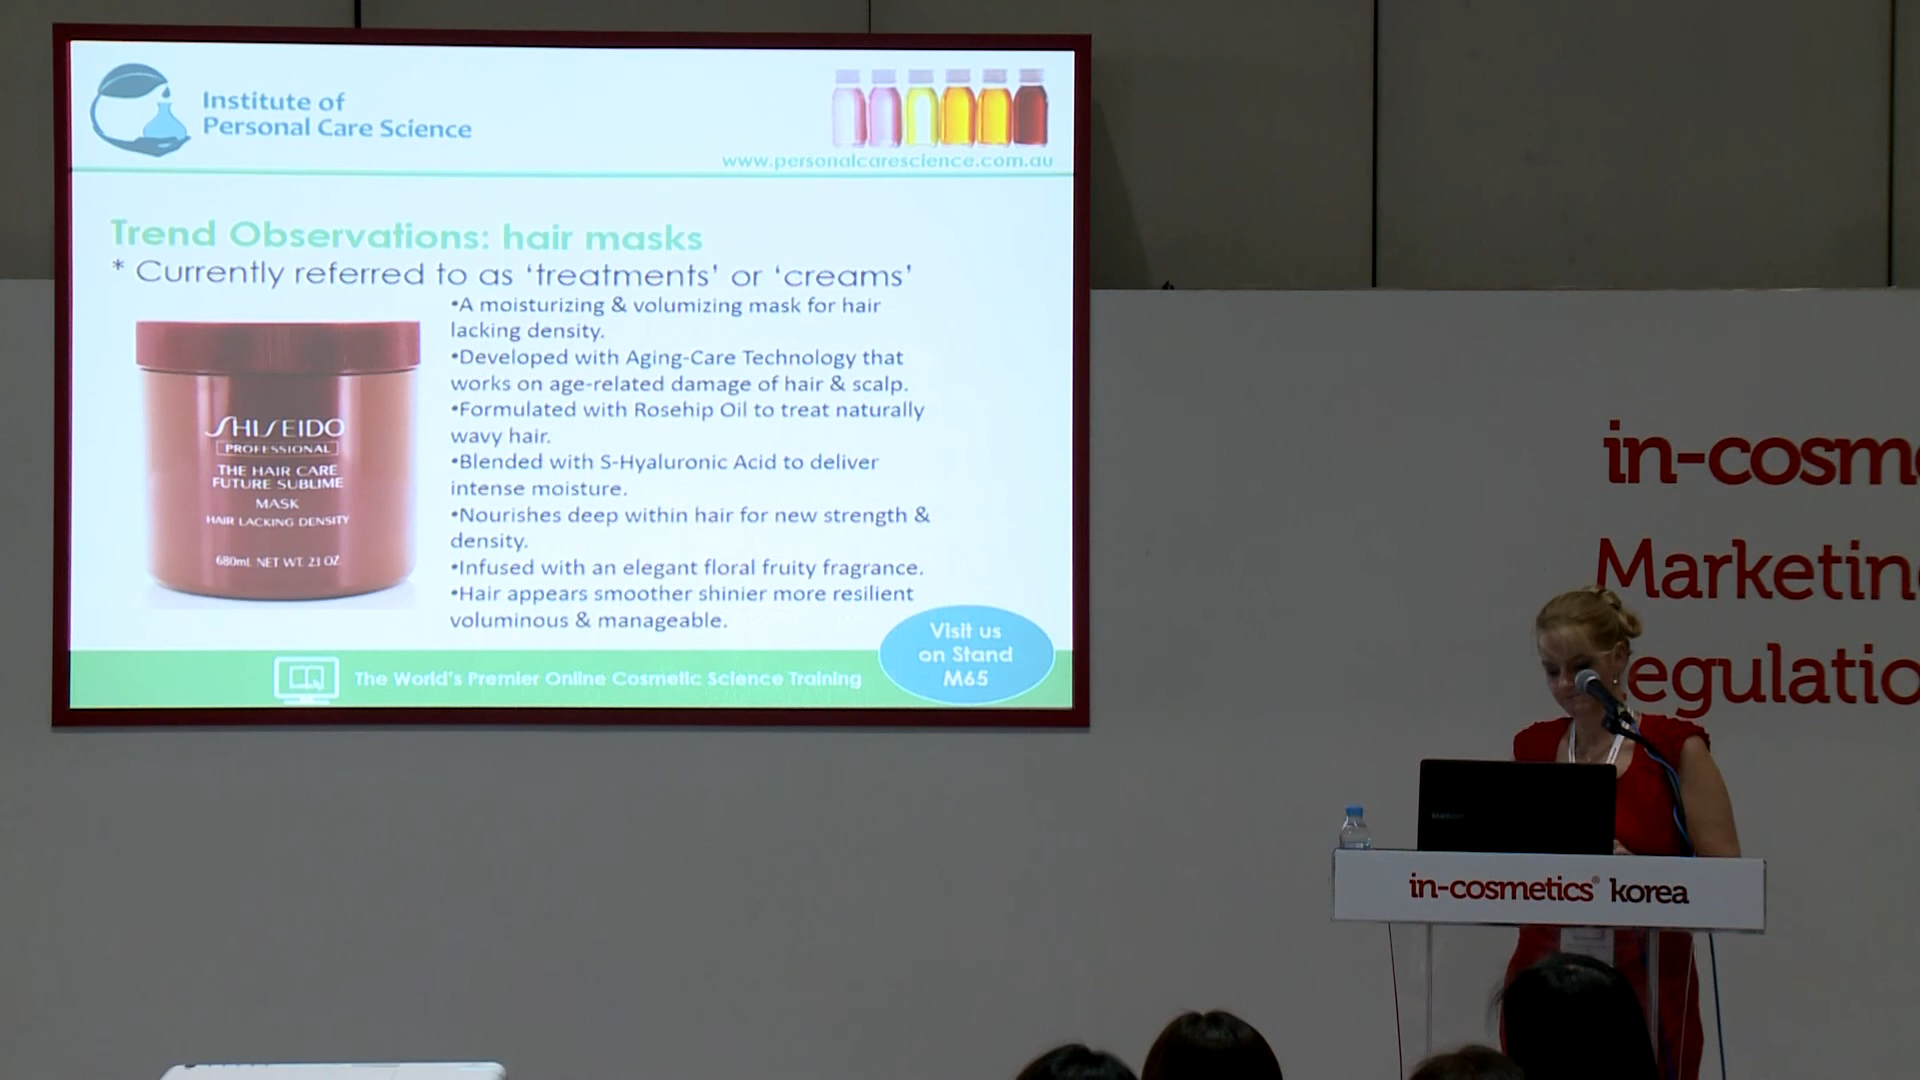 Institute of
Personal Care Science
www.personalcarescience.com.au
Trend Observations: hair masks
* Currently referred to as ‘treatments’ or ‘creams’
•A moisturizing & volumizing mask for hair
lacking density.
•Developed with Aging-Care Technology that
works on age-related damage of hair & scalp.
•Formulated with Rosehip Oil to treat naturally
wavy hair.
•Blended with S-Hyaluronic Acid to deliver
intense moisture.
•Nourishes deep within hair for new strength &
density.
•Infused with an elegant floral fruity fragrance.
•Hair appears smoother shinier more resilient
voluminous & manageable.
SHISEIDO
PROFESSIONAL
THE HAIR CARE
FUTURE SUBLIME
MASK
HAIR LACKING DENSITY
680mL NET WT. 23 OZ.
The World's Premier Online Cosmetic Science Training
Visit us
on Stand
M65
in-cosm
Marketin
egulatio
in-cosmetics® korea